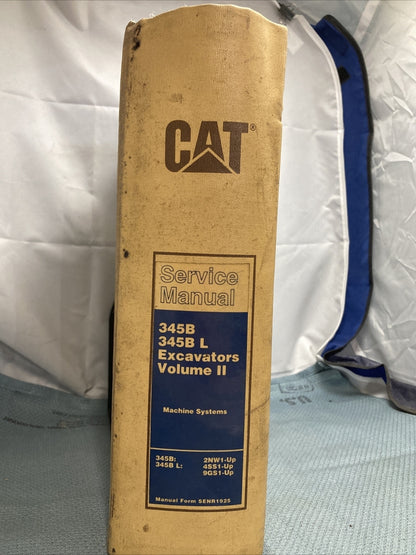 CAT®
Service
Manual
345B
345B L
Excavators
Volume II
Machine Systems
345B: 2NW1-Up
345B L: 4SS1-Up
9GS1-Up
Manual Form SENR1925
U.S.